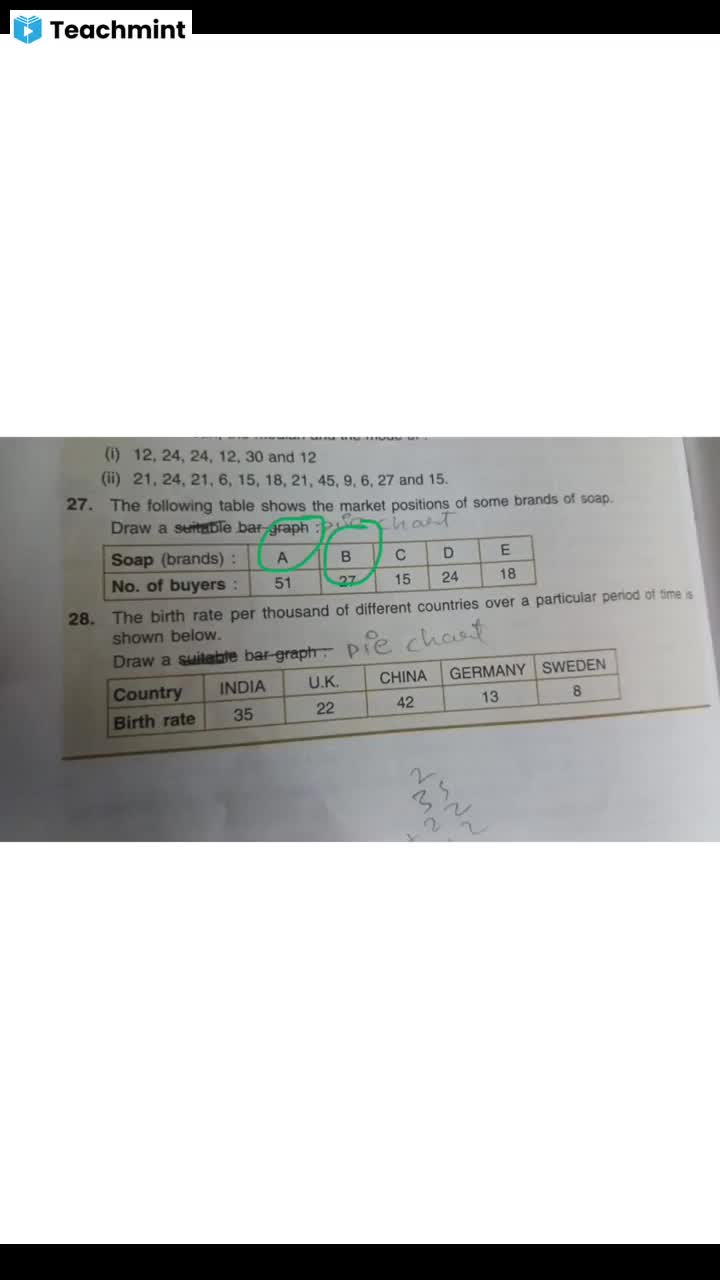 Teachmint
(i) 12, 24, 24, 12, 30 and 12
(ii) 21, 24, 21, 6, 15, 18, 21, 45, 9, 6, 27 and 15.
27. The following table shows the market positions of some brands of soap.
Draw a suitable bar-graph : pie chart
Soap (brands) : A B C D E
No. of buyers : 51 27 15 24 18
28. The birth rate per thousand of different countries over a particular period of time is
shown below.
Draw a suitable bar-graph : pie chart
Country INDIA U.K. CHINA GERMANY SWEDEN
Birth rate 35 22 42 13 8
2
35
22
2